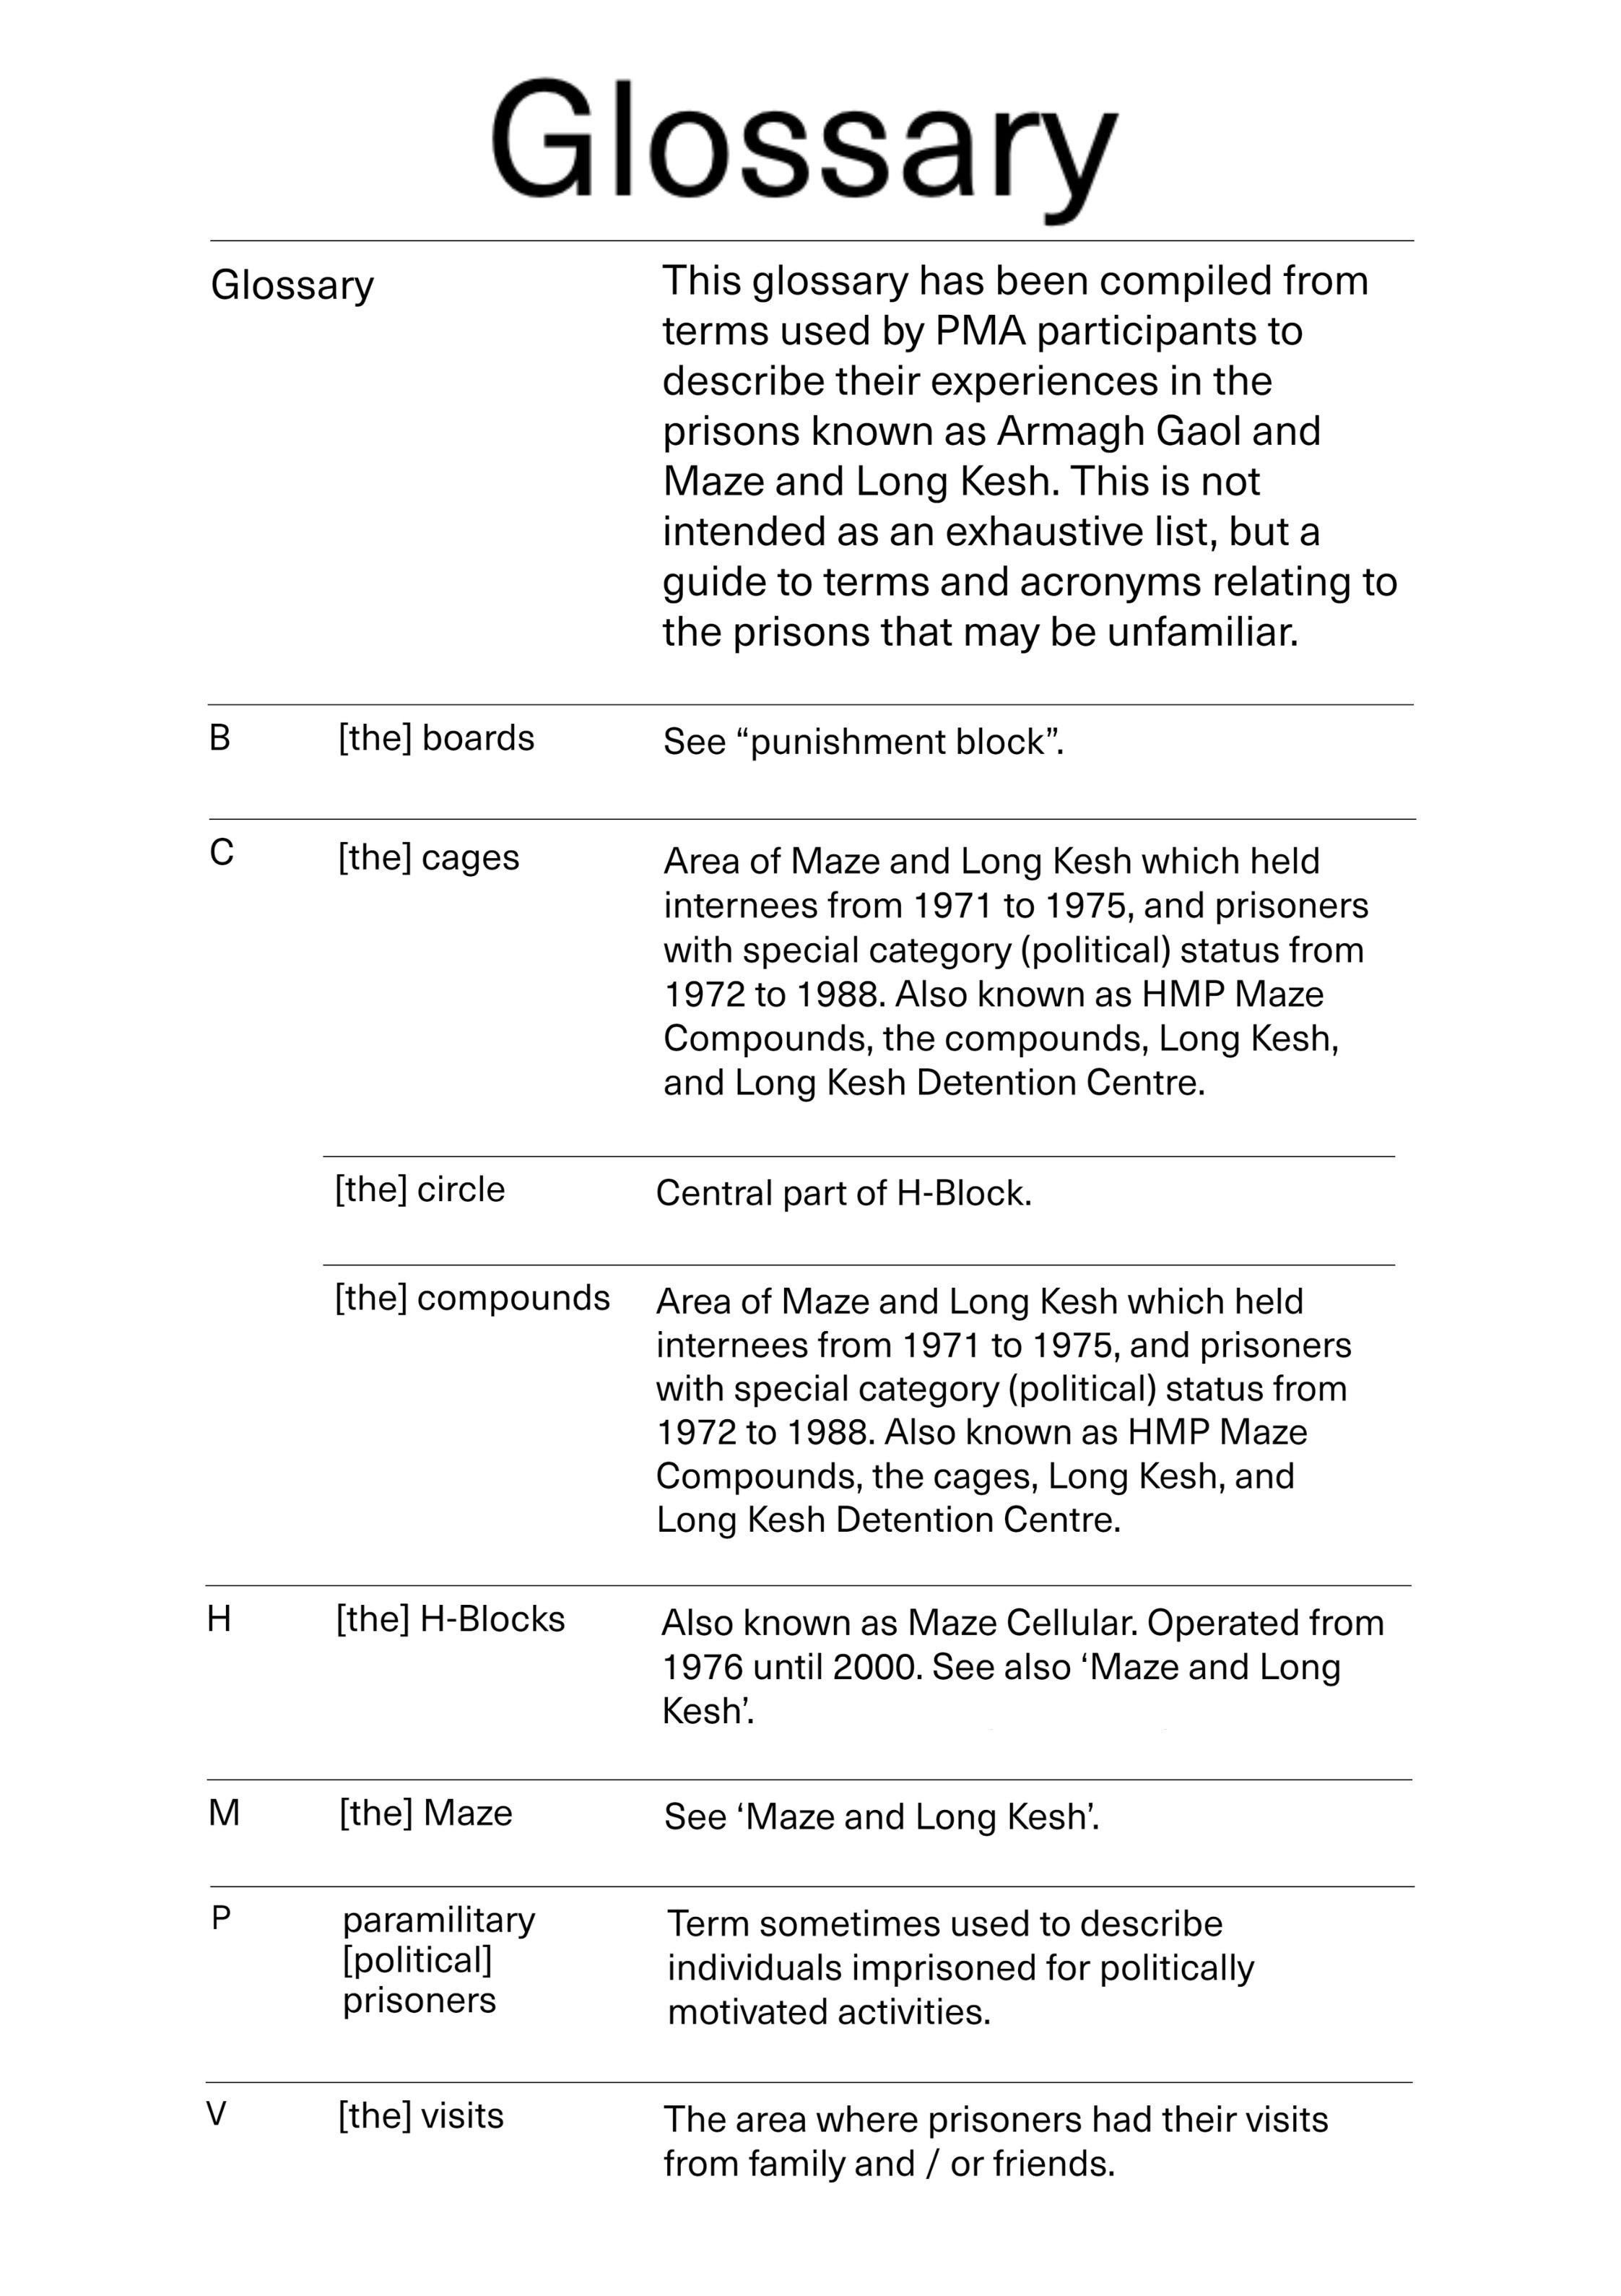 Glossary
Glossary
This glossary has been compiled from
terms used by PMA participants to
describe their experiences in the
prisons known as Armagh Gaol and
Maze and Long Kesh. This is not
intended as an exhaustive list, but a
guide to terms and acronyms relating to
the prisons that may be unfamiliar.
B [the] boards See “punishment block”.
C [the] cages Area of Maze and Long Kesh which held
internees from 1971 to 1975, and prisoners
with special category (political) status from
1972 to 1988. Also known as HMP Maze
Compounds, the compounds, Long Kesh,
and Long Kesh Detention Centre.
[the] circle Central part of H-Block.
[the] compounds Area of Maze and Long Kesh which held
internees from 1971 to 1975, and prisoners
with special category (political) status from
1972 to 1988. Also known as HMP Maze
Compounds, the cages, Long Kesh, and
Long Kesh Detention Centre.
H [the] H-Blocks Also known as Maze Cellular. Operated from
1976 until 2000. See also ‘Maze and Long
Kesh’.
M [the] Maze See ‘Maze and Long Kesh’.
P paramilitary
[political]
prisoners
Term sometimes used to describe
individuals imprisoned for politically
motivated activities.
V [the] visits The area where prisoners had their visits
from family and / or friends.